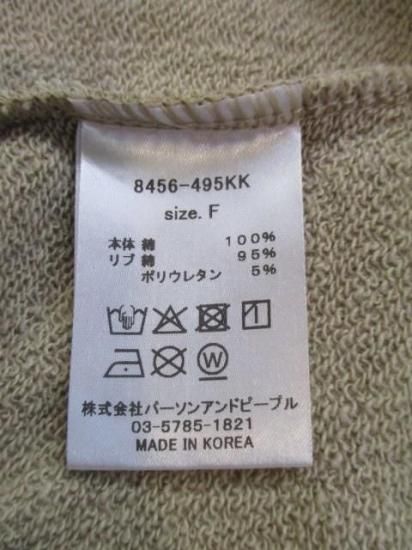 8456-495KK
size. F
本体 綿 100%
リブ 綿 95%
ポリウレタン 5%
W
株式会社パーソンアンドピープル
03-5785-1821
MADE IN KOREA